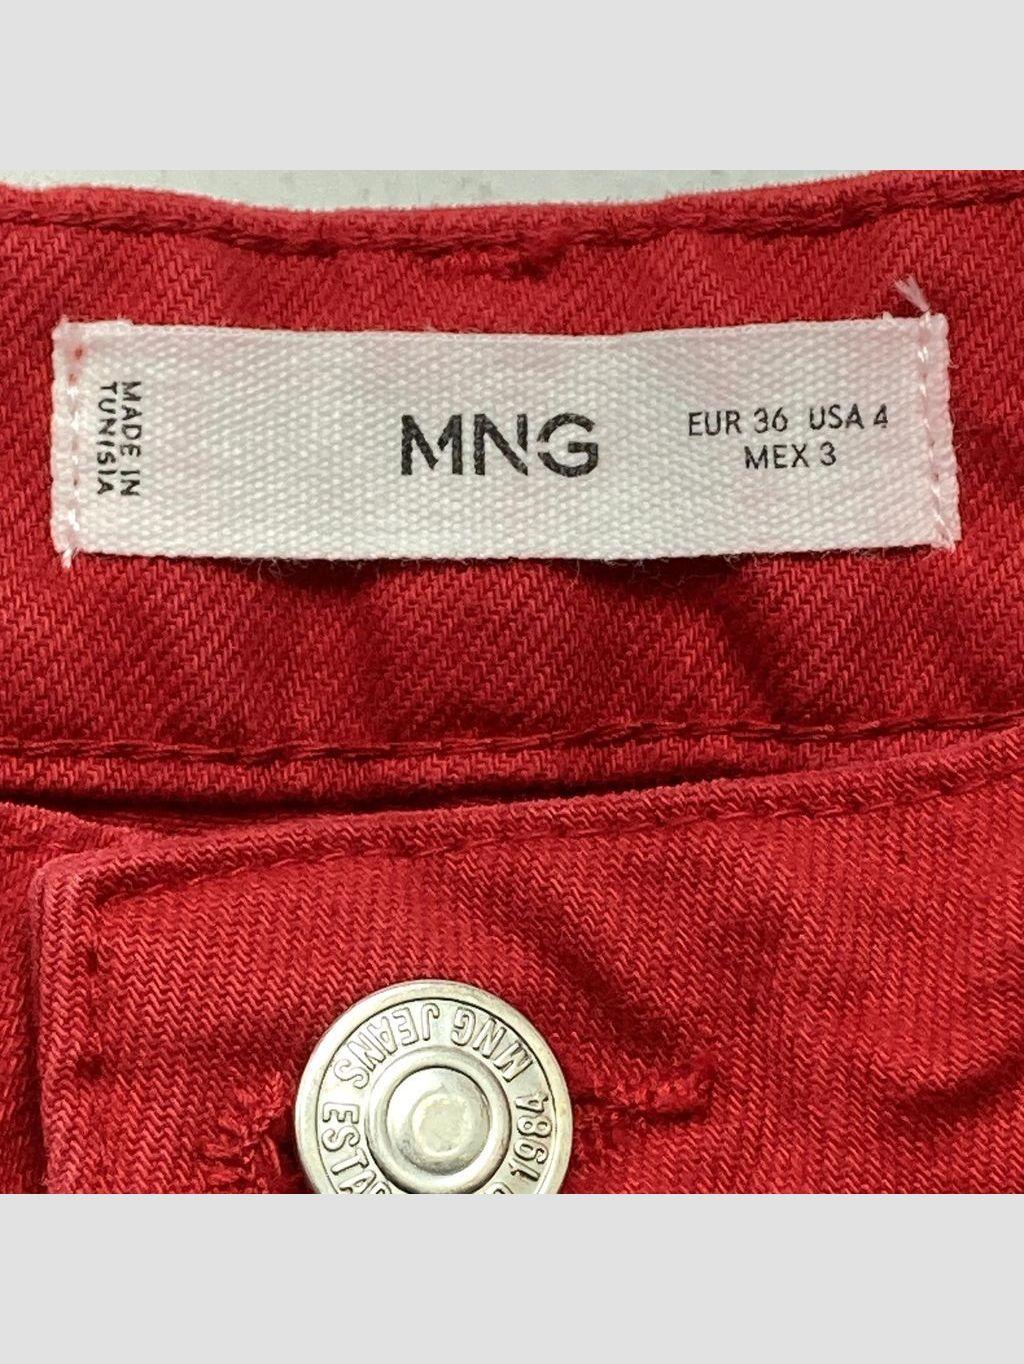 MADE IN
TUNISIA
MNG
EUR 36 USA 4
MEX 3
MNG JEANS
1984